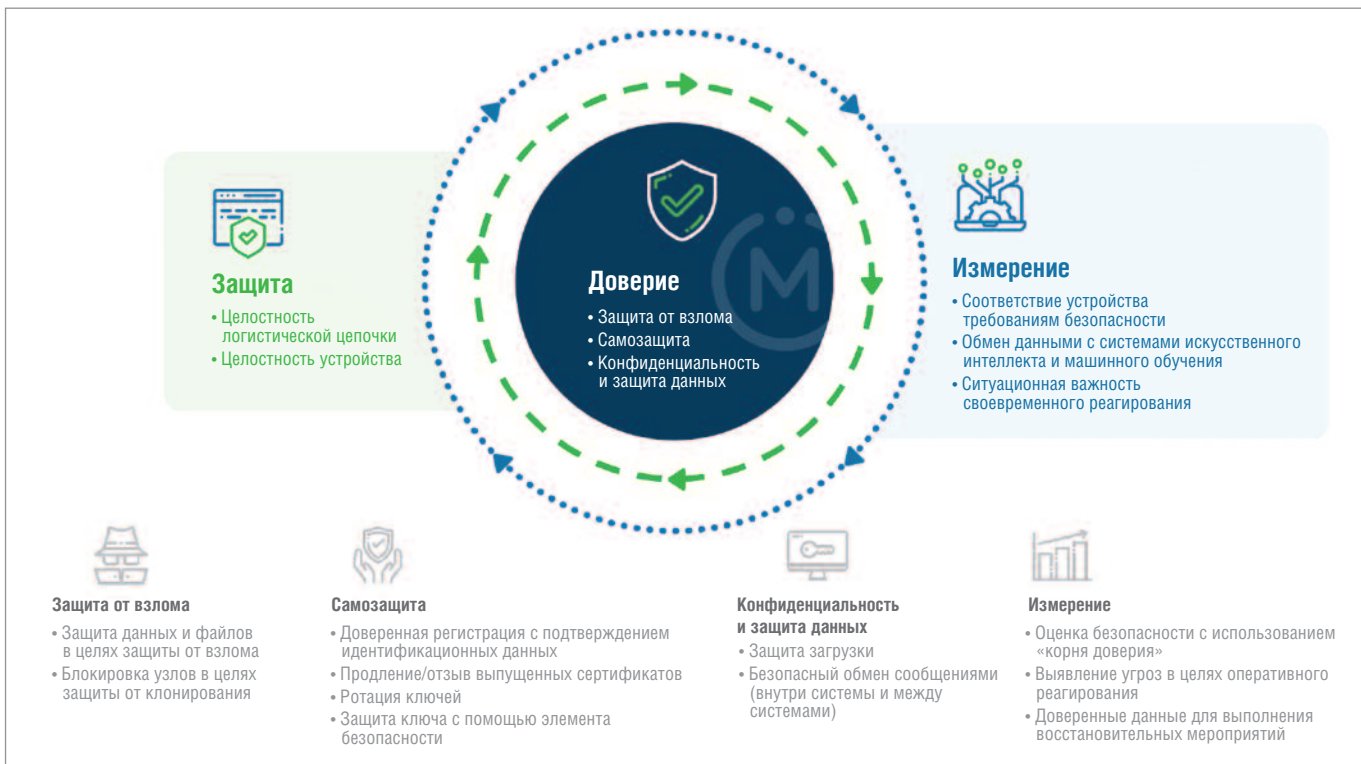 Защита
• Целостность
логистической цепочки
• Целостность устройства
Доверие
• Защита от взлома
• Самозащита
• Конфиденциальность
и защита данных
M
Измерение
• Соответствие устройства
требованиям безопасности
• Обмен данными с системами искусственного
интеллекта и машинного обучения
• Ситуационная важность
своевременного реагирования
Защита от взлома
• Защита данных и файлов
в целях защиты от взлома
• Блокировка узлов в целях
защиты от клонирования
Самозащита
• Доверенная регистрация с подтверждением
идентификационных данных
• Продление/отзыв выпущенных сертификатов
• Ротация ключей
• Защита ключа с помощью элемента
безопасности
Конфиденциальность
и защита данных
• Защита загрузки
• Безопасный обмен сообщениями
(внутри системы и между
системами)
Измерение
• Оценка безопасности с использованием
«корня доверия»
• Выявление угроз в целях оперативного
реагирования
• Доверенные данные для выполнения
восстановительных мероприятий